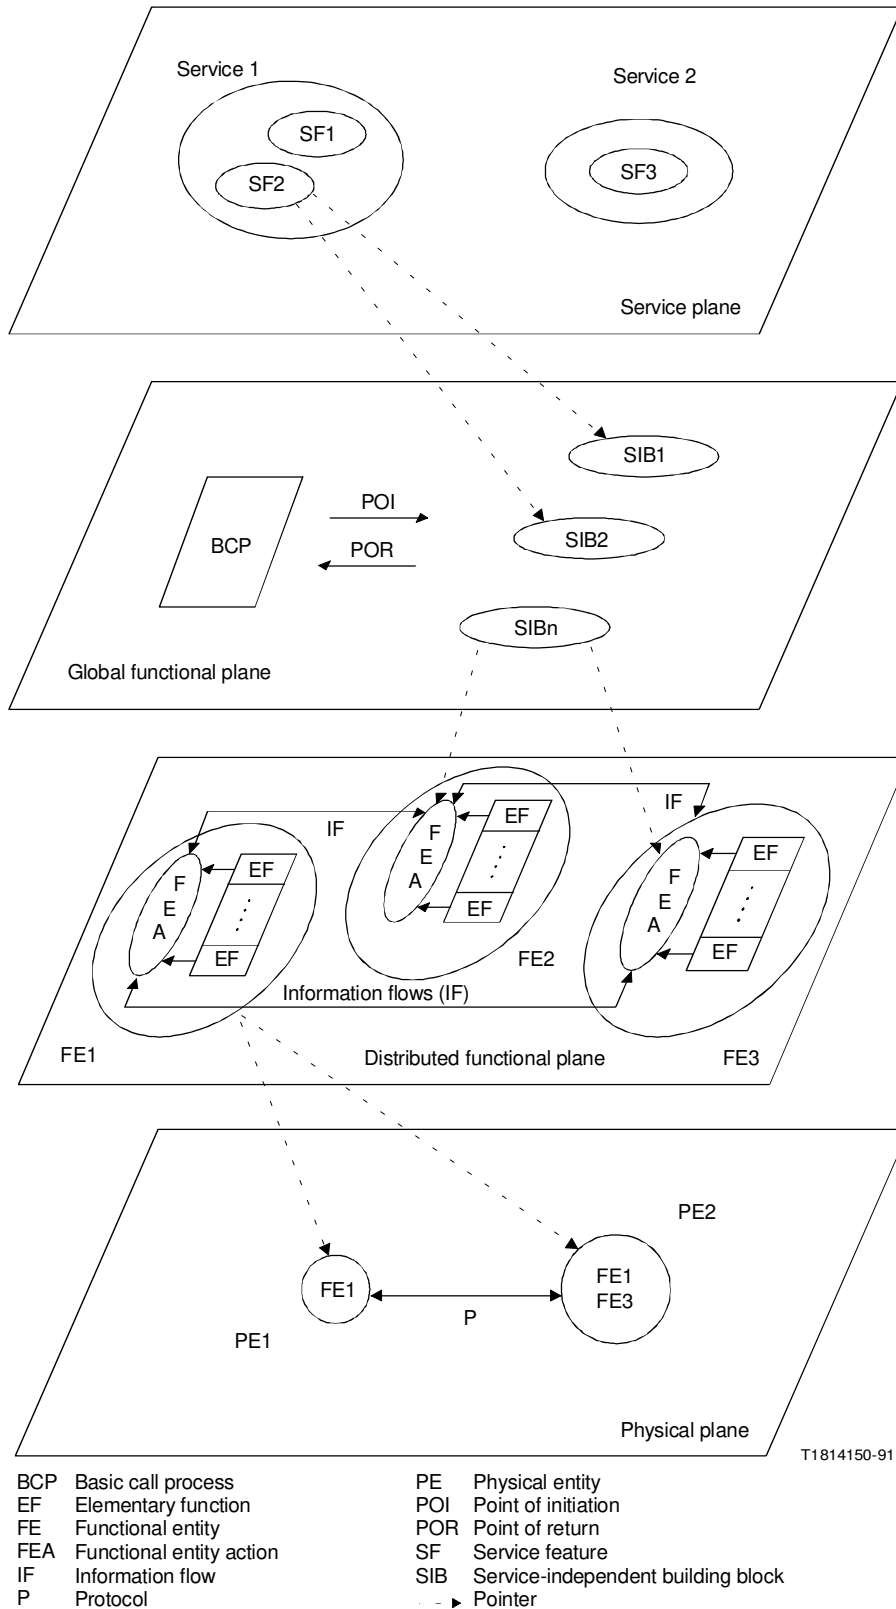 Service 1
Service 2
SF1
SF2
SF3
Service plane
SIB1
POI
SIB2
BCP
POR
SIBn
Global functional plane
IF
IF
EF
F
E
A
EF
FE2
EF
F
E
A
EF
EF
F
E
A
EF
Information flows (IF)
FE1
Distributed functional plane
FE3
PE2
FE1
FE1
FE3
P
PE1
Physical plane
T1814150-91
BCP Basic call process
EF Elementary function
FE Functional entity
FEA Functional entity action
IF Information flow
P Protocol
PE Physical entity
POI Point of initiation
POR Point of return
SF Service feature
SIB Service-independent building block
Pointer